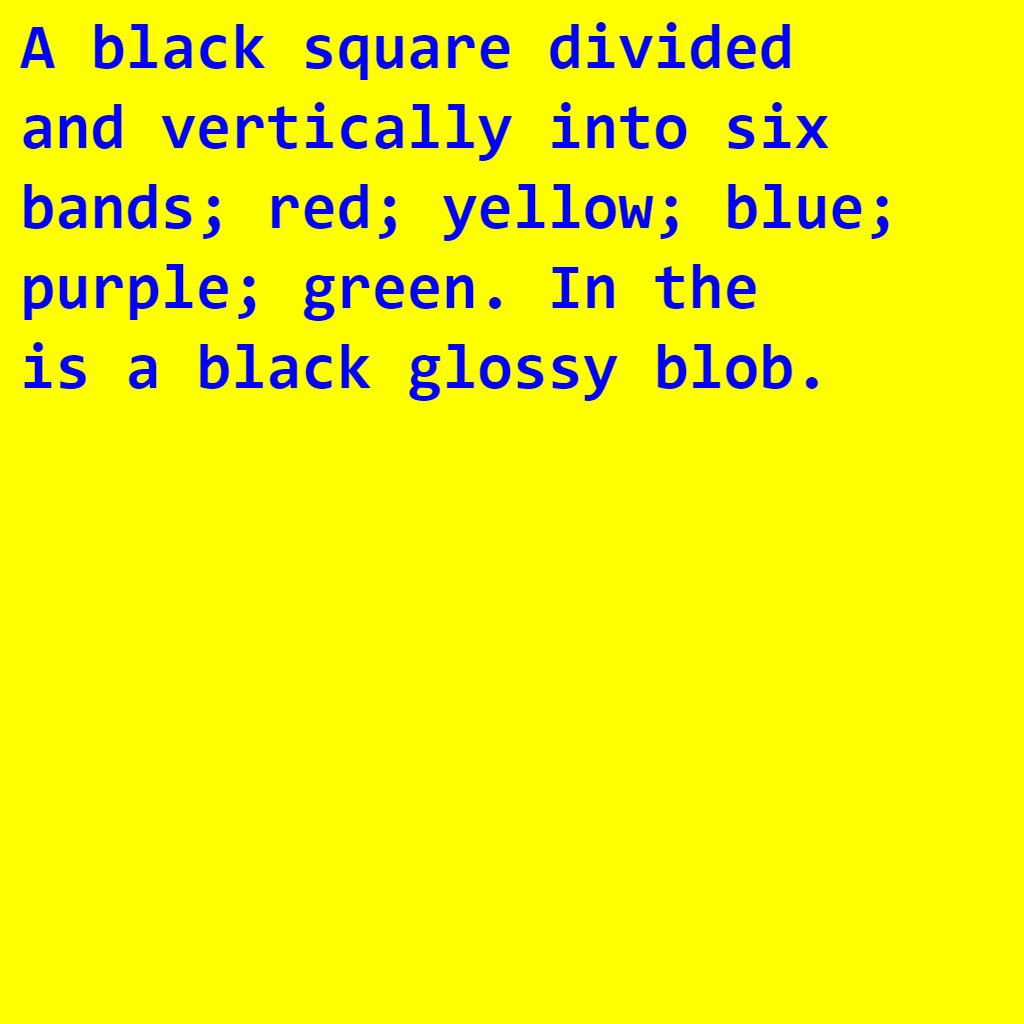 A black square divided
and vertically into six
bands; red; yellow; blue;
purple; green. In the
is a black glossy blob.